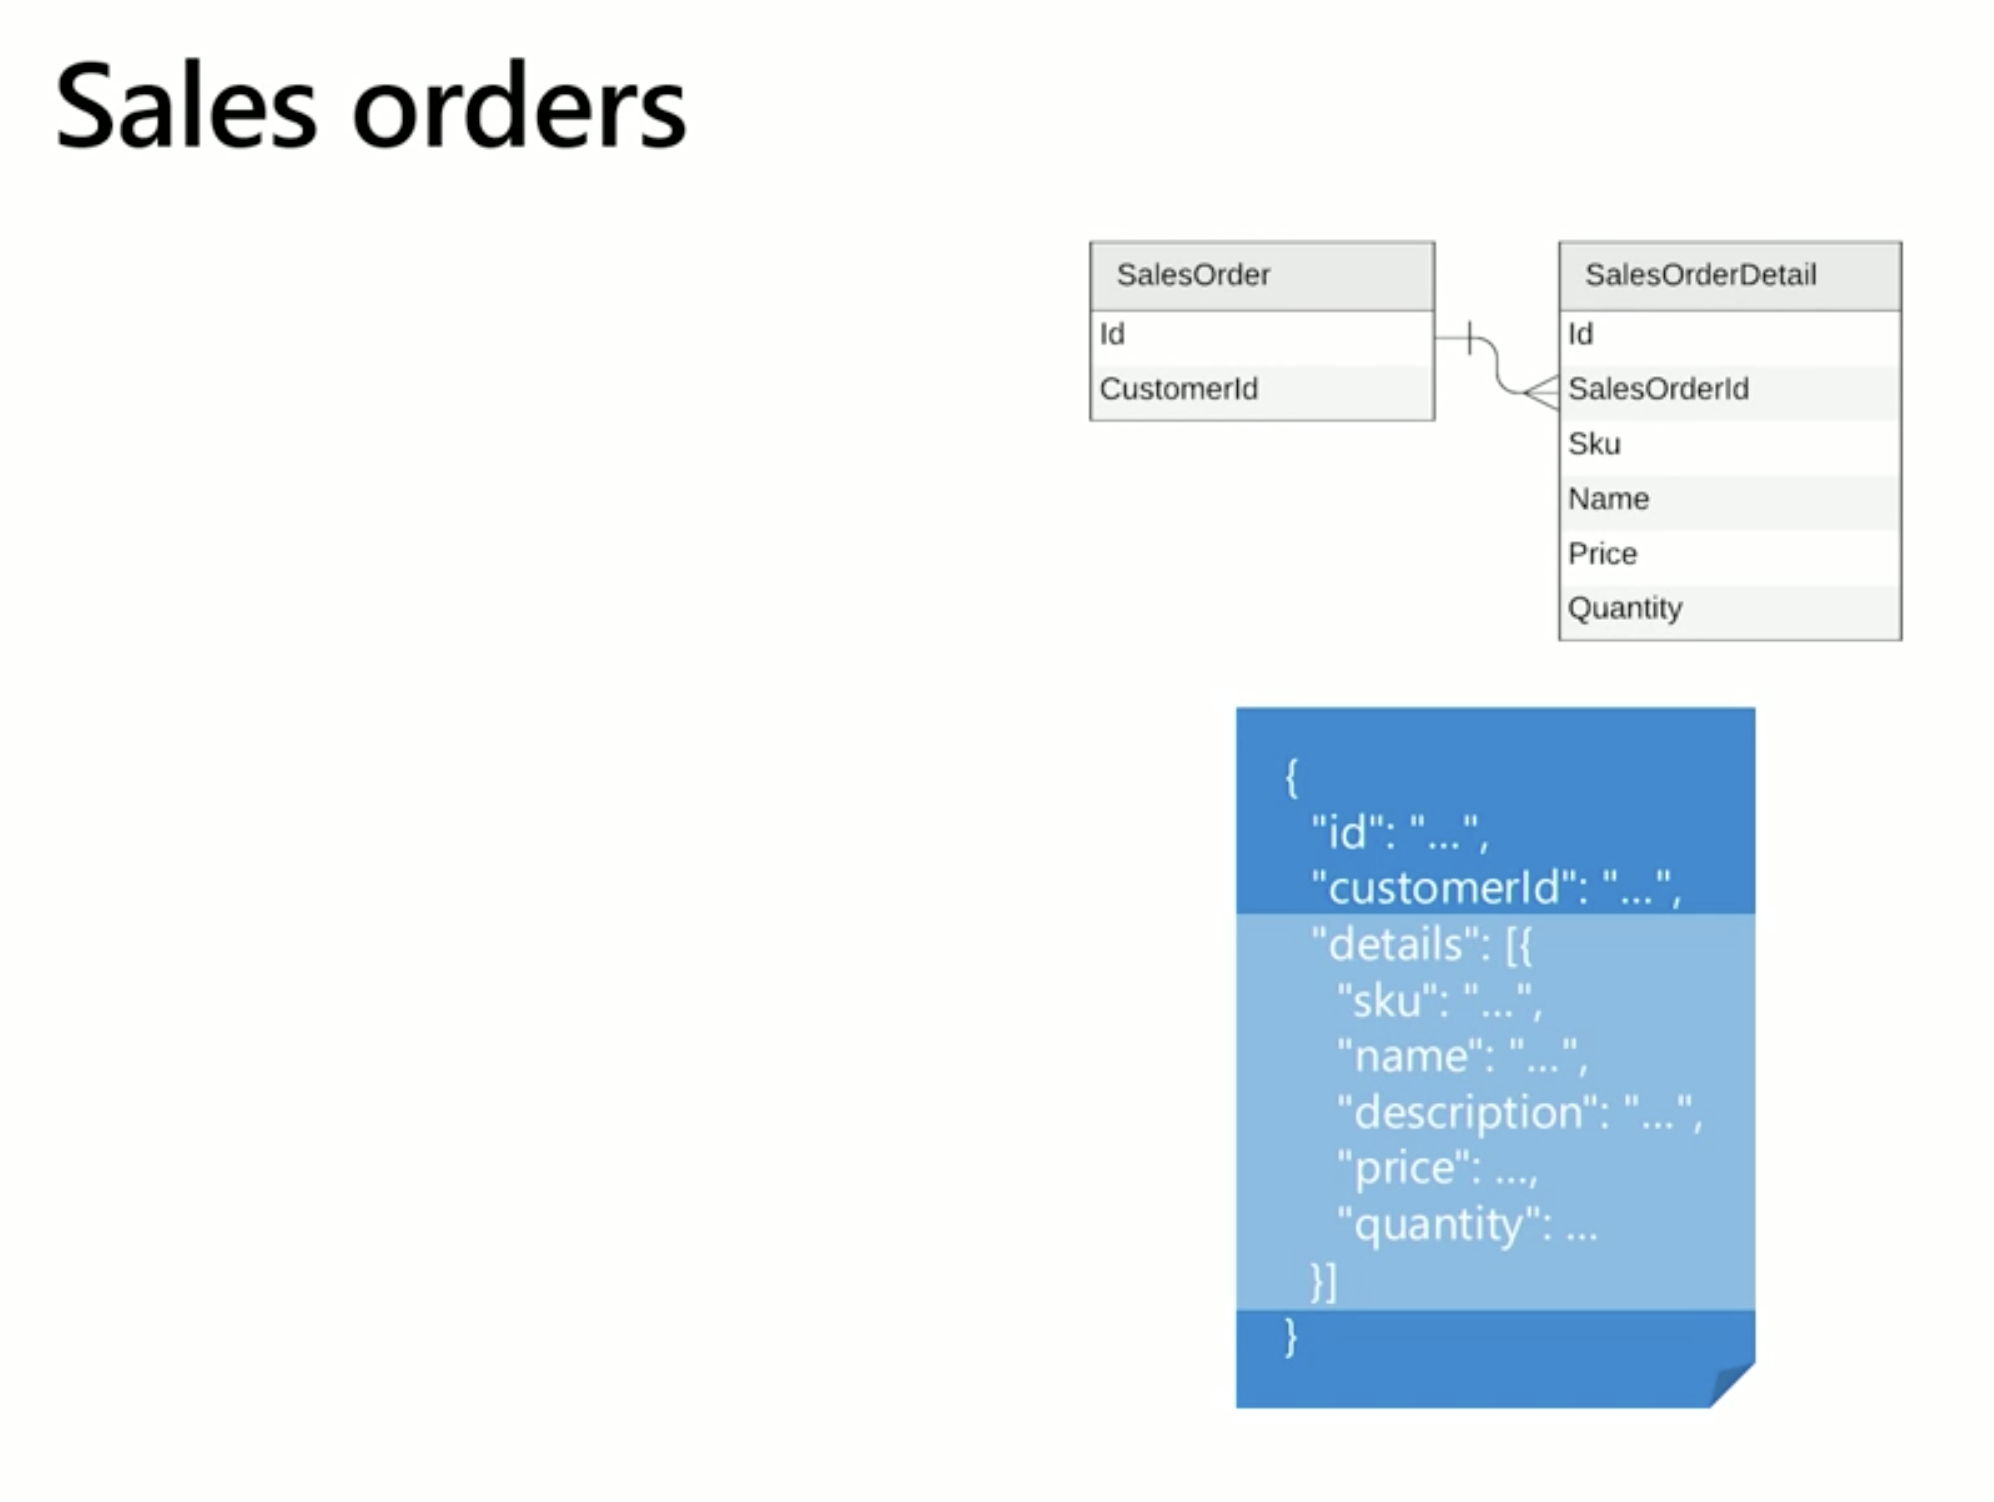 Sales orders
SalesOrder
Id
CustomerId
SalesOrderDetail
Id
SalesOrderId
Sku
Name
Price
Quantity
{
"id": "...",
"customerId": "...",
"details": [{
"sku": "...",
"name": "...",
"description": "...",
"price": ...,
"quantity": ...
}]
}